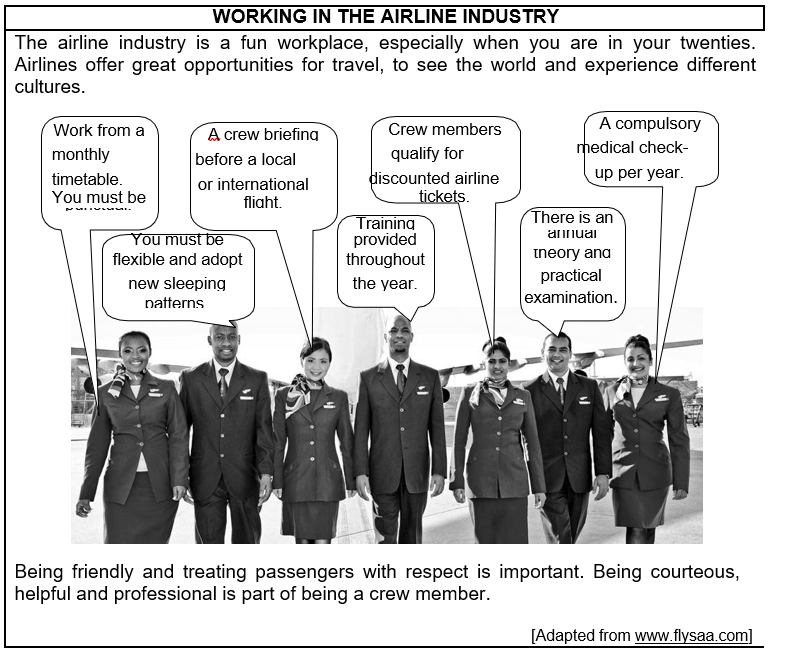 WORKING IN THE AIRLINE INDUSTRY
The airline industry is a fun workplace, especially when you are in your twenties.
Airlines offer great opportunities for travel, to see the world and experience different
cultures.
Work from a
monthly
timetable.
You must be
punctual.
You must be
flexible and adopt
new sleeping
patterns
A crew briefing
before a local
or international
flight.
Training
provided
throughout
the year.
Crew members
qualify for
discounted airline
tickets.
There is an
annual
theory and
practical
examination.
A compulsory
medical check-
up per year.
Being friendly and treating passengers with respect is important. Being courteous,
helpful and professional is part of being a crew member.
[Adapted from www.flysaa.com]